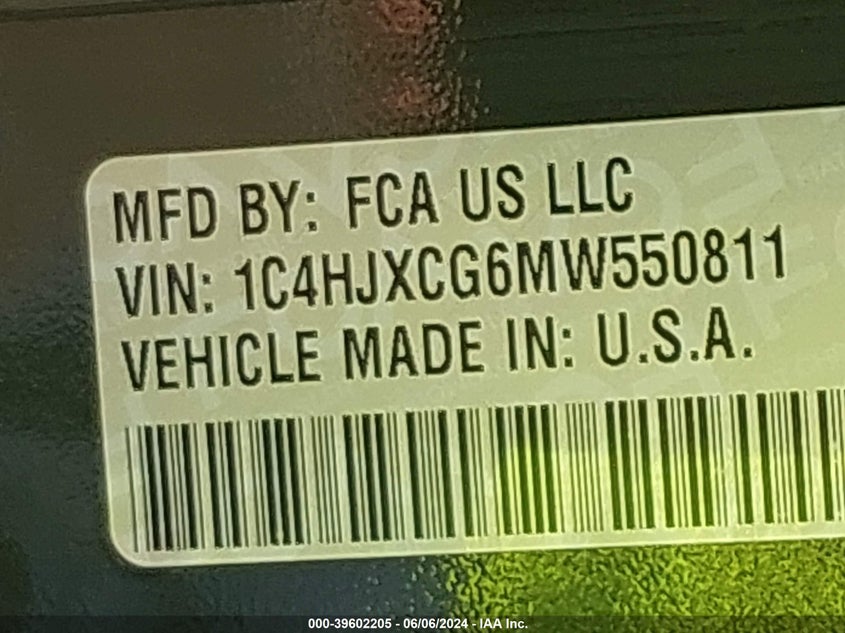 MFD BY: FCA US LLC
VIN: 1C4HJXCG6MW550811
VEHICLE MADE IN: U.S.A.
000-39602205 - 06/06/2024 - IAA Inc.